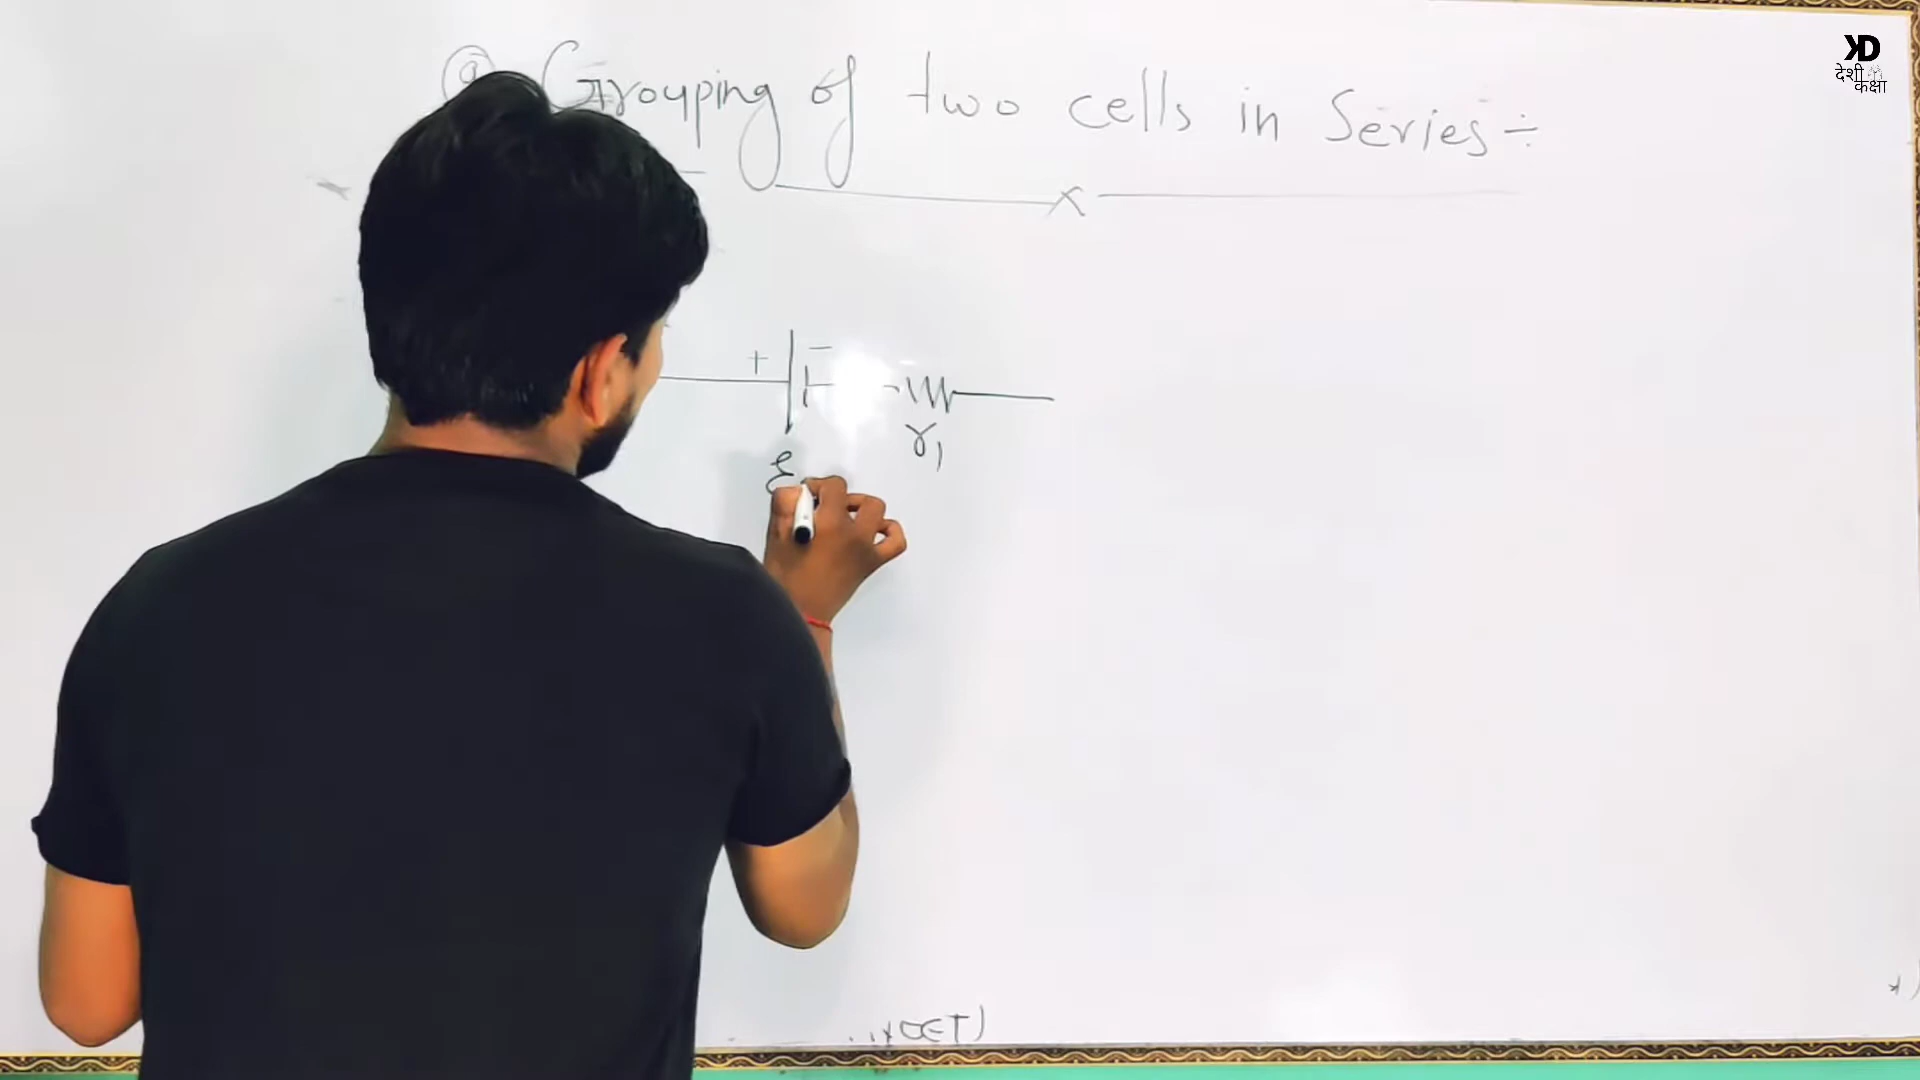 KD
देशी
कक्षा
(a) Grouping of two cells in Series ÷
x
+ −
r₁
ξ